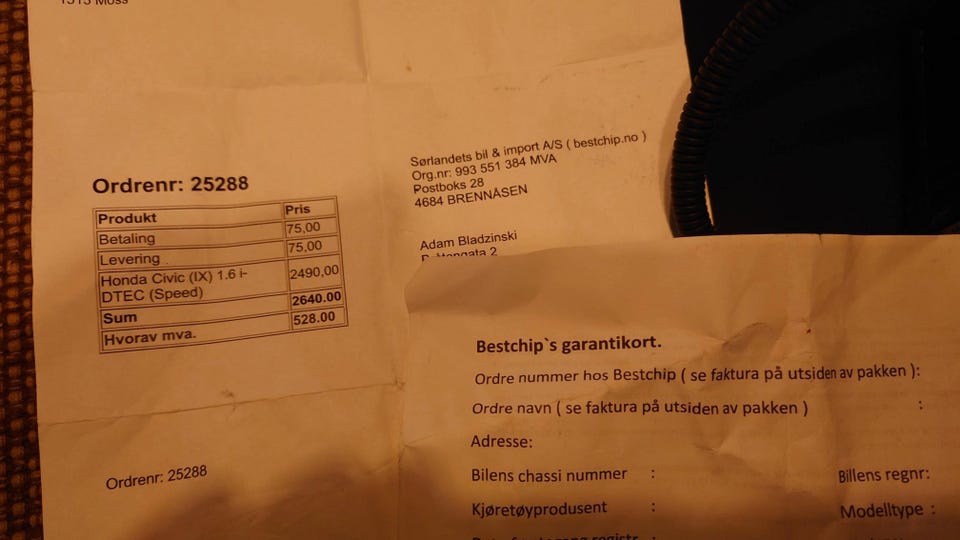 1515 Moss
Sørlandets bil & import A/S ( bestchip.no )
Org.nr: 993 551 384 MVA
Postboks 28
4684 BRENNÅSEN
Ordrenr: 25288
Produkt Pris
Betaling 75,00
Levering 75,00
Honda Civic (IX) 1.6 i-
DTEC (Speed) 2490,00
Sum 2640.00
Hvorav mva. 528.00
Adam Bladzinski
2
Bestchip`s garantikort.
Ordre nummer hos Bestchip ( se faktura på utsiden av pakken ):
Ordre navn ( se faktura på utsiden av pakken ) :
Adresse:
Bilens chassi nummer : Billens regnr:
Kjøretøyprodusent : Modelltype :
Ordrenr: 25288